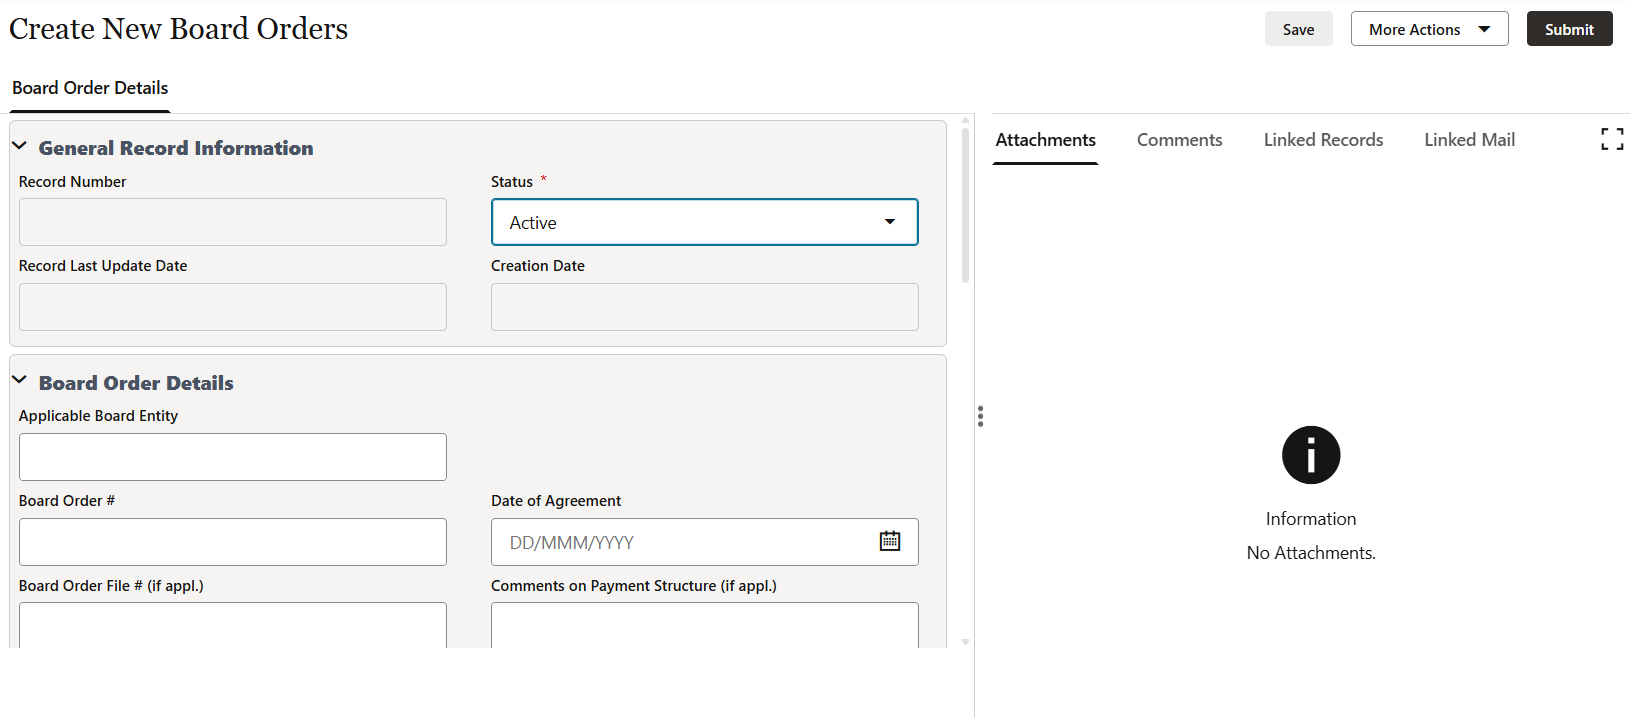 Create New Board Orders
Save
More Actions
Submit
Board Order Details
General Record Information
Record Number
Status *
Active
Record Last Update Date
Creation Date
Board Order Details
Applicable Board Entity
Board Order #
Date of Agreement
DD/MMM/YYYY
Board Order File # (if appl.)
Comments on Payment Structure (if appl.)
Attachments
Comments
Linked Records
Linked Mail
Information
No Attachments.